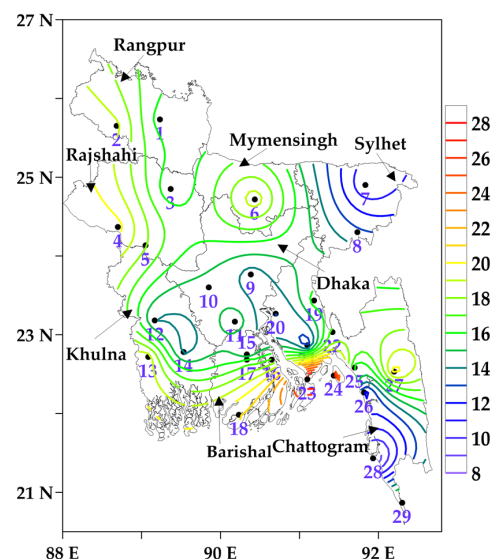 27 N
Rangpur
28
1
2
Mymensingh
26
Rajshahi
Sylhet
25 N
24
3
7
6
22
4
8
5
20
Dhaka
9
10
18
19
12
11
20
23 N
15
22
16
Khulna
14
13
17
16
25
27
14
23
24
26
12
18
Barishal
Chattogram
10
28
21 N
8
29
88 E
90 E
92 E